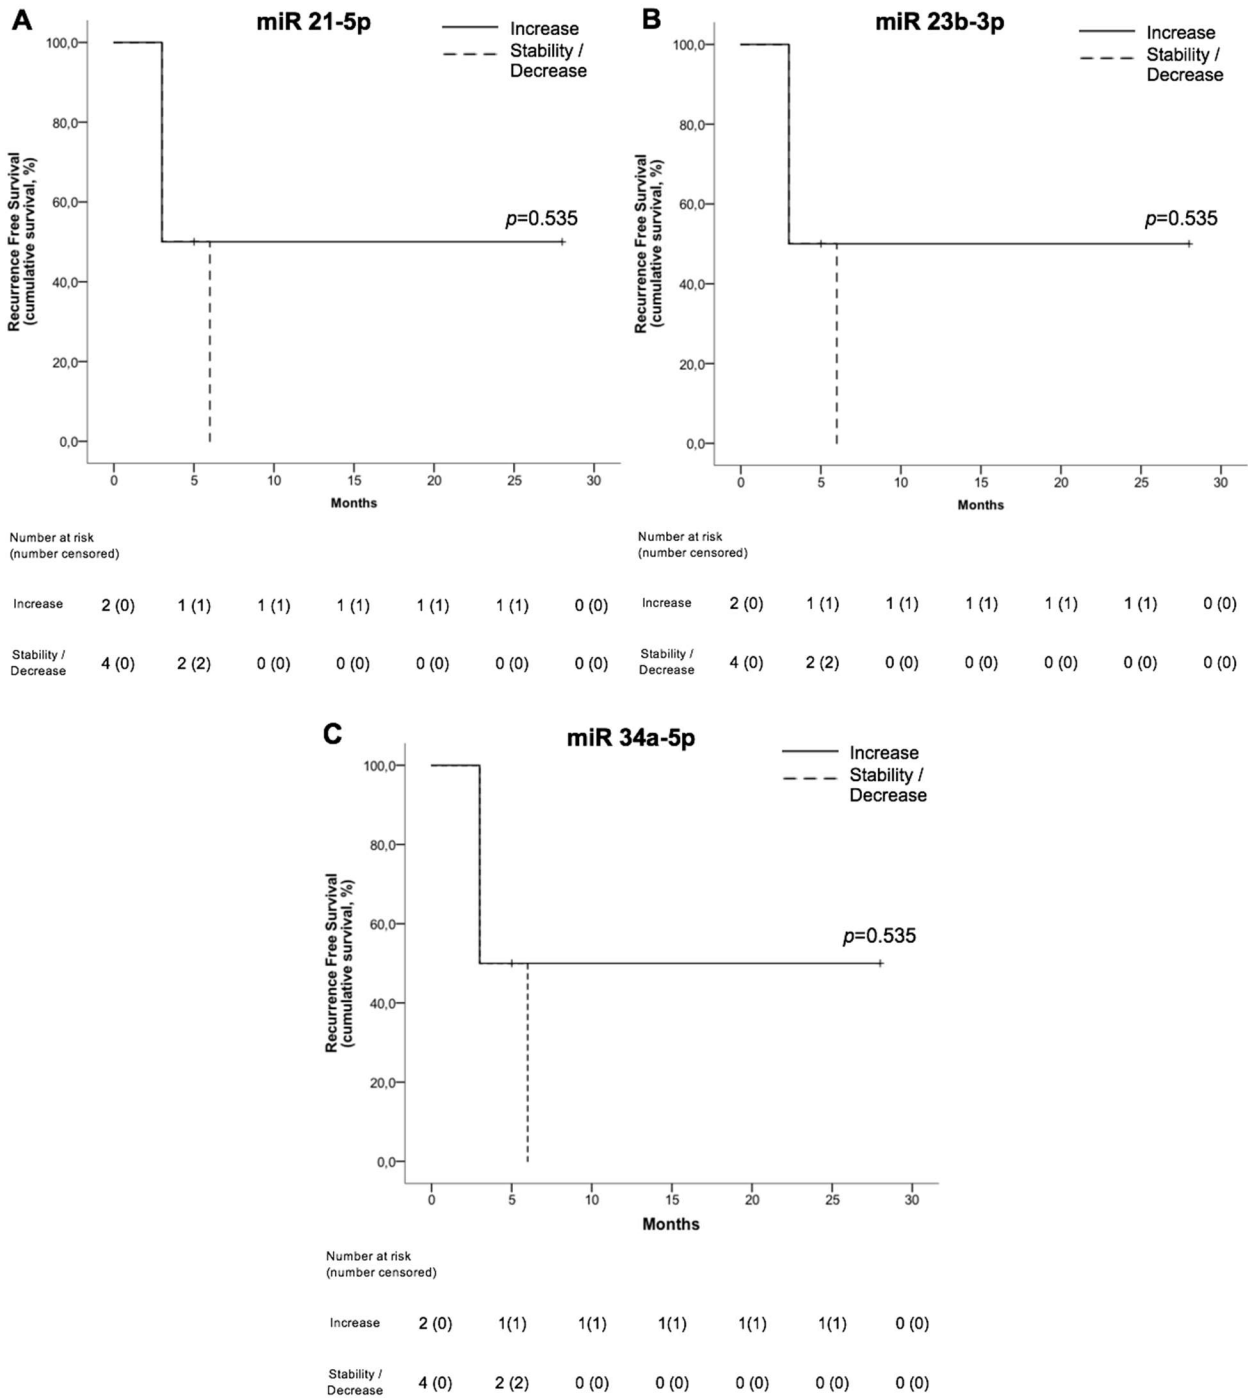 A
miR 21-5p
Increase
Stability /
Decrease
100,0
80,0
60,0
40,0
20,0
0,0
Recurrence Free Survival
(cumulative survival, %)
p=0.535
0 5 10 15 20 25 30
Months
Number at risk
(number censored)
Increase 2 (0) 1 (1) 1 (1) 1 (1) 1 (1) 1 (1) 0 (0)
Stability /
Decrease 4 (0) 2 (2) 0 (0) 0 (0) 0 (0) 0 (0) 0 (0)
B
miR 23b-3p
Increase
Stability /
Decrease
100,0
80,0
60,0
40,0
20,0
0,0
Recurrence Free Survival
(cumulative survival, %)
p=0.535
0 5 10 15 20 25 30
Months
Number at risk
(number censored)
Increase 2 (0) 1 (1) 1 (1) 1 (1) 1 (1) 1 (1) 0 (0)
Stability /
Decrease 4 (0) 2 (2) 0 (0) 0 (0) 0 (0) 0 (0) 0 (0)
C
miR 34a-5p
Increase
Stability /
Decrease
100,0
80,0
60,0
40,0
20,0
0,0
Recurrence Free Survival
(cumulative survival, %)
p=0.535
0 5 10 15 20 25 30
Months
Number at risk
(number censored)
Increase 2 (0) 1(1) 1(1) 1(1) 1(1) 1(1) 0 (0)
Stability /
Decrease 4 (0) 2 (2) 0 (0) 0 (0) 0 (0) 0 (0) 0 (0)